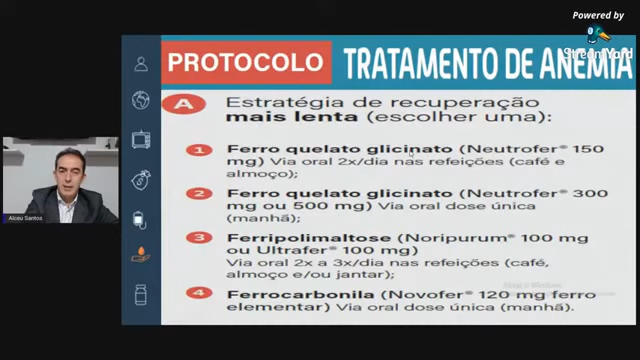 Powered by
StreamYard
PROTOCOLO TRATAMENTO DE ANEMIA
A Estratégia de recuperação
mais lenta (escolher uma):
1 Ferro quelato glicinato (Neutrofer® 150
mg) Via oral 2x/dia nas refeições (café e
almoço);
2 Ferro quelato glicinato (Neutrofer® 300
mg ou 500 mg) Via oral dose única
(manhã);
3 Ferripolimaltose (Noripurum® 100 mg
ou Ultrafer® 100 mg)
Via oral 2x a 3x/dia nas refeições (café,
almoço e/ou jantar);
4 Ferrocarbonila (Novofer® 120 mg ferro
elementar) Via oral dose única (manhã).
Alceu Santos